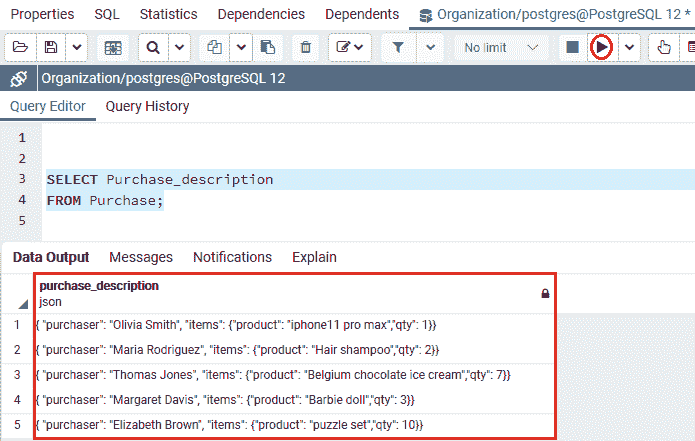 Properties SQL Statistics Dependencies Dependents Organization/postgres@PostgreSQL 12 *
No limit
Organization/postgres@PostgreSQL 12
Query Editor Query History
1
2
3 SELECT Purchase_description
4 FROM Purchase;
5
Data Output Messages Notifications Explain
purchase_description
json
1 { "purchaser": "Olivia Smith", "items": {"product": "iphone11 pro max","qty": 1}}
2 { "purchaser": "Maria Rodriguez", "items": {"product": "Hair shampoo","qty": 2}}
3 { "purchaser": "Thomas Jones", "items": {"product": "Belgium chocolate ice cream","qty": 7}}
4 { "purchaser": "Margaret Davis", "items": {"product": "Barbie doll","qty": 3}}
5 { "purchaser": "Elizabeth Brown", "items": {"product": "puzzle set","qty": 10}}